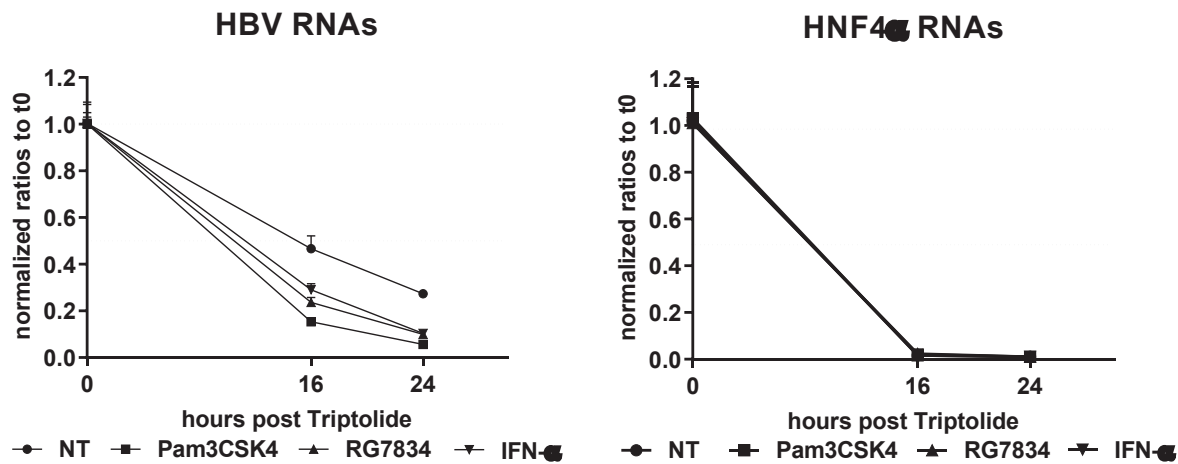 HBV RNAs
1.2
1.0
0.8
0.6
0.4
0.2
0.0
normalized ratios to t0
0 16 24
hours post Triptolide
NT Pam3CSK4 RG7834 IFN-α
HNF4α RNAs
1.2
1.0
0.8
0.6
0.4
0.2
0.0
normalized ratios to t0
0 16 24
hours post Triptolide
NT Pam3CSK4 RG7834 IFN-α